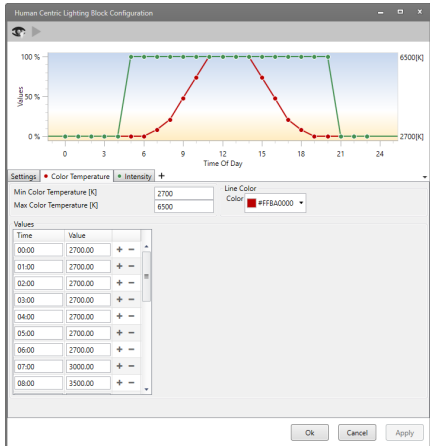 Human Centric Lighting Block Configuration
100 %
50 %
0 %
Values
6500[K]
2700[K]
0 3 6 9 12 15 18 21 24
Time Of Day
Settings Color Temperature Intensity +
Min Color Temperature [K] 2700
Max Color Temperature [K] 6500
Line Color
Color #FFBA0000
Values
Time Value
00:00 2700.00 + −
01:00 2700.00 + −
02:00 2700.00 + −
03:00 2700.00 + −
04:00 2700.00 + −
05:00 2700.00 + −
06:00 2700.00 + −
07:00 3000.00 + −
08:00 3500.00 + −
Ok Cancel Apply